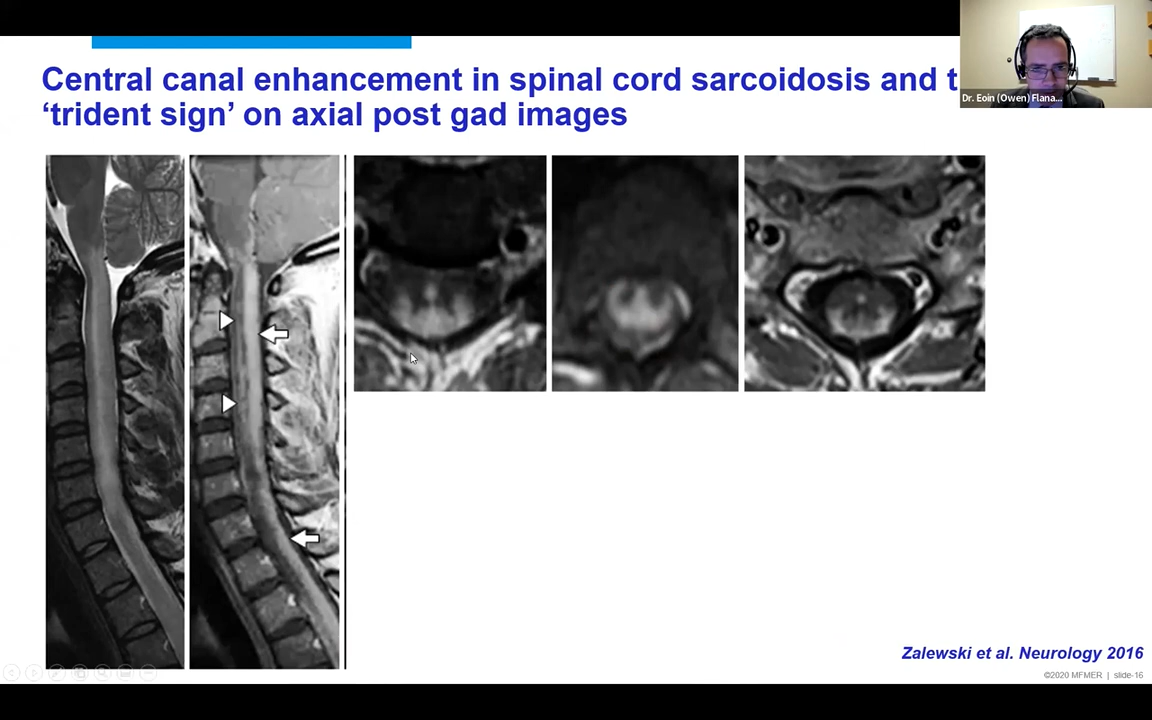 Central canal enhancement in spinal cord sarcoidosis and t
‘trident sign’ on axial post gad images
Dr. Eoin (Owen) Flana...
Zalewski et al. Neurology 2016
©2020 MFMER | slide-16